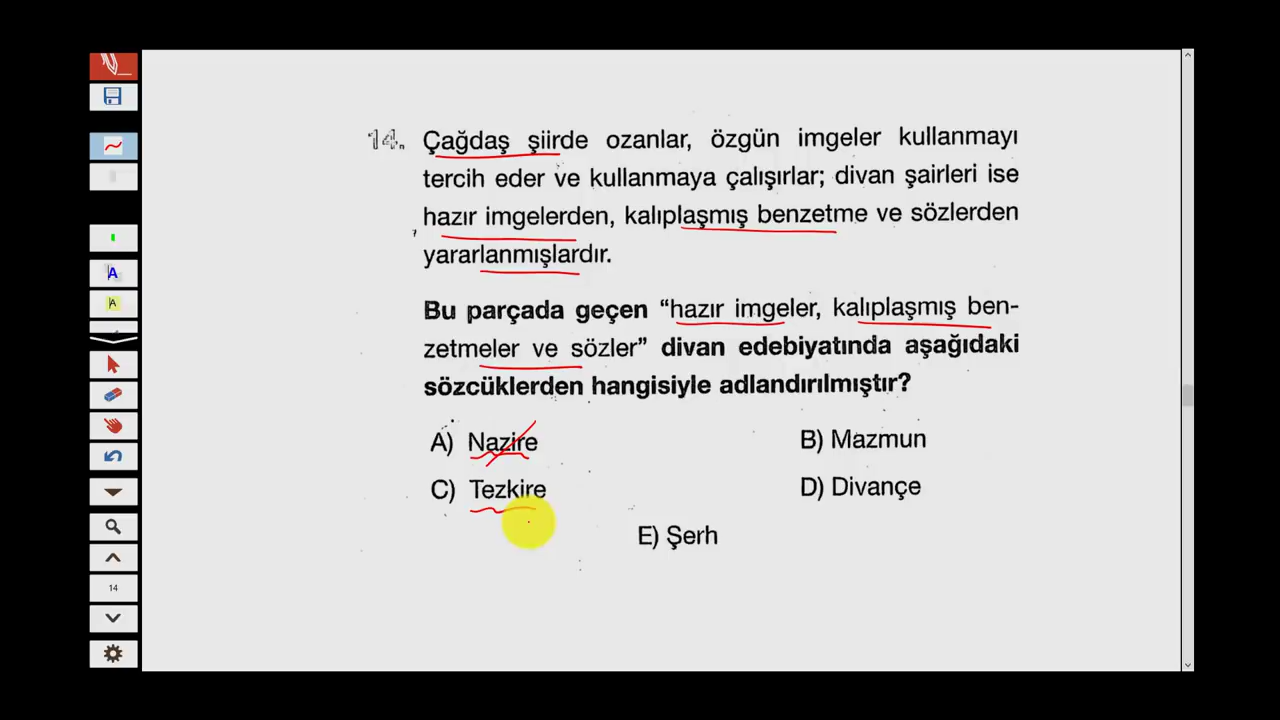 14. Çağdaş şiirde ozanlar, özgün imgeler kullanmayı
tercih eder ve kullanmaya çalışırlar; divan şairleri ise
hazır imgelerden, kalıplaşmış benzetme ve sözlerden
yararlanmışlardır.
Bu parçada geçen “hazır imgeler, kalıplaşmış ben-
zetmeler ve sözler” divan edebiyatında aşağıdaki
sözcüklerden hangisiyle adlandırılmıştır?
A) Nazire
B) Mazmun
C) Tezkire
D) Divançe
E) Şerh
A
A
14